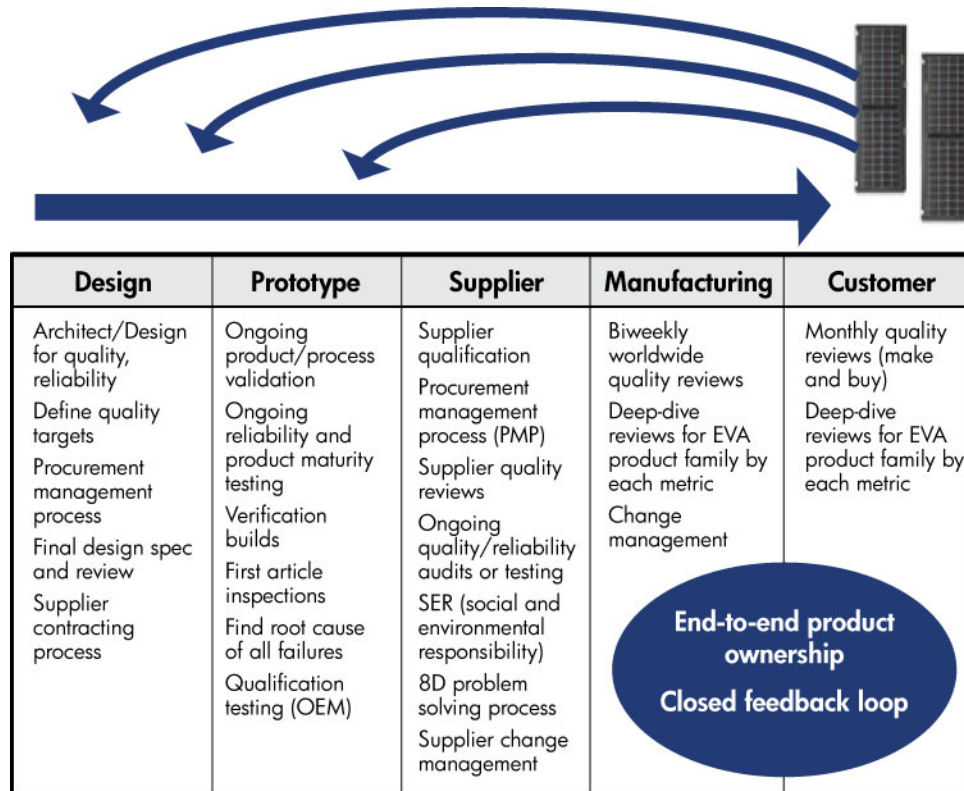 Design
Prototype
Supplier
Manufacturing
Customer
Architect/Design
for quality,
reliability
Define quality
targets
Procurement
management
process
Final design spec
and review
Supplier
contracting
process
Ongoing
product/process
validation
Ongoing
reliability and
product maturity
testing
Verification
builds
First article
inspections
Find root cause
of all failures
Qualification
testing (OEM)
Supplier
qualification
Procurement
management
process (PMP)
Supplier quality
reviews
Ongoing
quality/reliability
audits or testing
SER (social and
environmental
responsibility)
8D problem
solving process
Supplier change
management
Biweekly
worldwide
quality reviews
Deep-dive
reviews for EVA
product family by
each metric
Change
management
Monthly quality
reviews (make
and buy)
Deep-dive
reviews for EVA
product family by
each metric
End-to-end product
ownership
Closed feedback loop